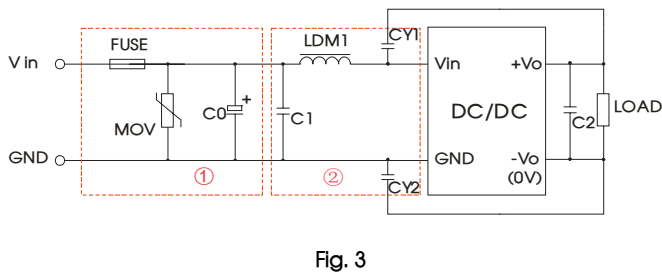 FUSE
LDM1
CY1
V in
Vin
+Vo
MOV
C0
+
C1
DC/DC
C2
LOAD
GND
GND
-Vo
(0V)
①
②
CY2
Fig. 3